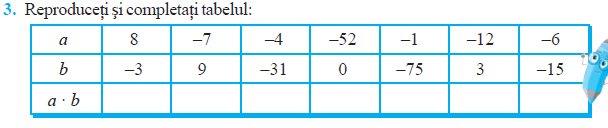 3. Reproduceți și completați tabelul:
a 8 –7 –4 –52 –1 –12 –6
b –3 9 –31 0 –75 3 –15
a · b